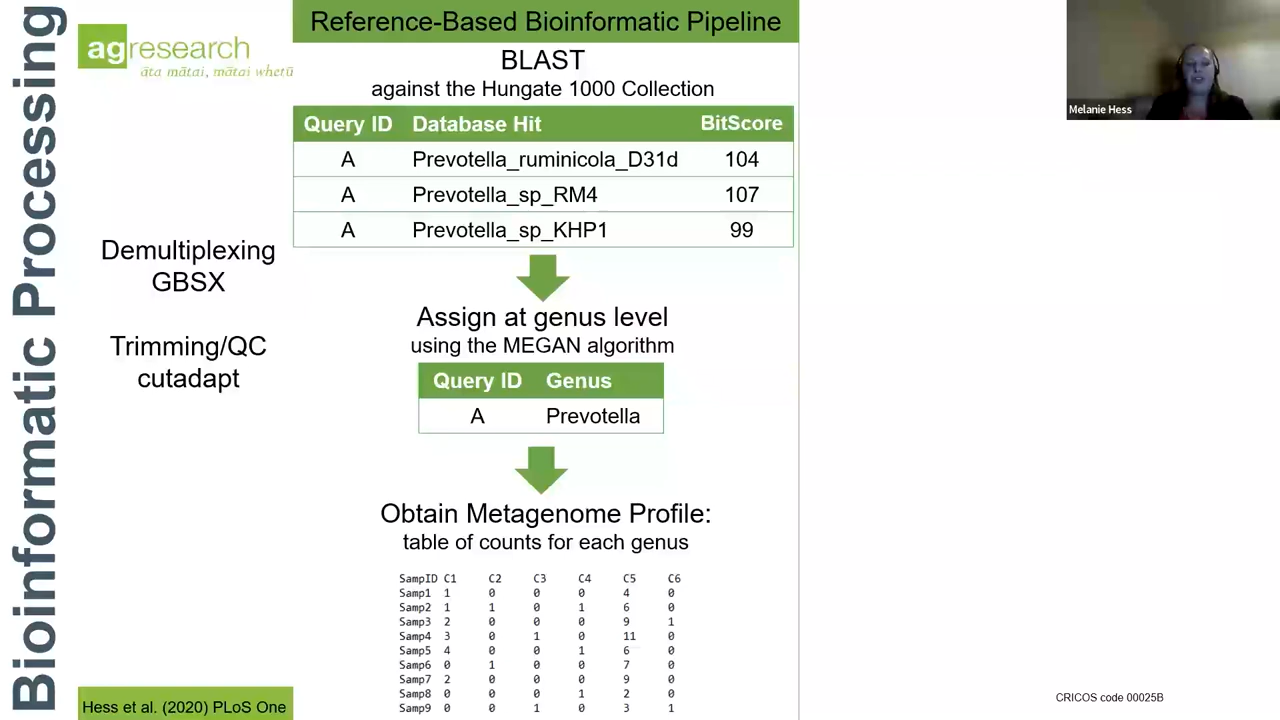 Bioinformatic Processing
agresearch
āta mātai, mātai whetū
Demultiplexing
GBSX
Trimming/QC
cutadapt
Hess et al. (2020) PLoS One
Reference-Based Bioinformatic Pipeline
BLAST
against the Hungate 1000 Collection
Query ID Database Hit BitScore
A Prevotella_ruminicola_D31d 104
A Prevotella_sp_RM4 107
A Prevotella_sp_KHP1 99
Assign at genus level
using the MEGAN algorithm
Query ID Genus
A Prevotella
Obtain Metagenome Profile:
table of counts for each genus
SampID C1 C2 C3 C4 C5 C6
Samp1 1 0 0 0 4 0
Samp2 1 1 0 1 6 0
Samp3 2 0 0 0 9 1
Samp4 3 0 1 0 11 0
Samp5 4 0 0 1 6 0
Samp6 0 1 0 0 7 0
Samp7 2 0 0 0 9 0
Samp8 0 0 0 1 2 0
Samp9 0 0 1 0 3 1
Melanie Hess
CRICOS code 00025B